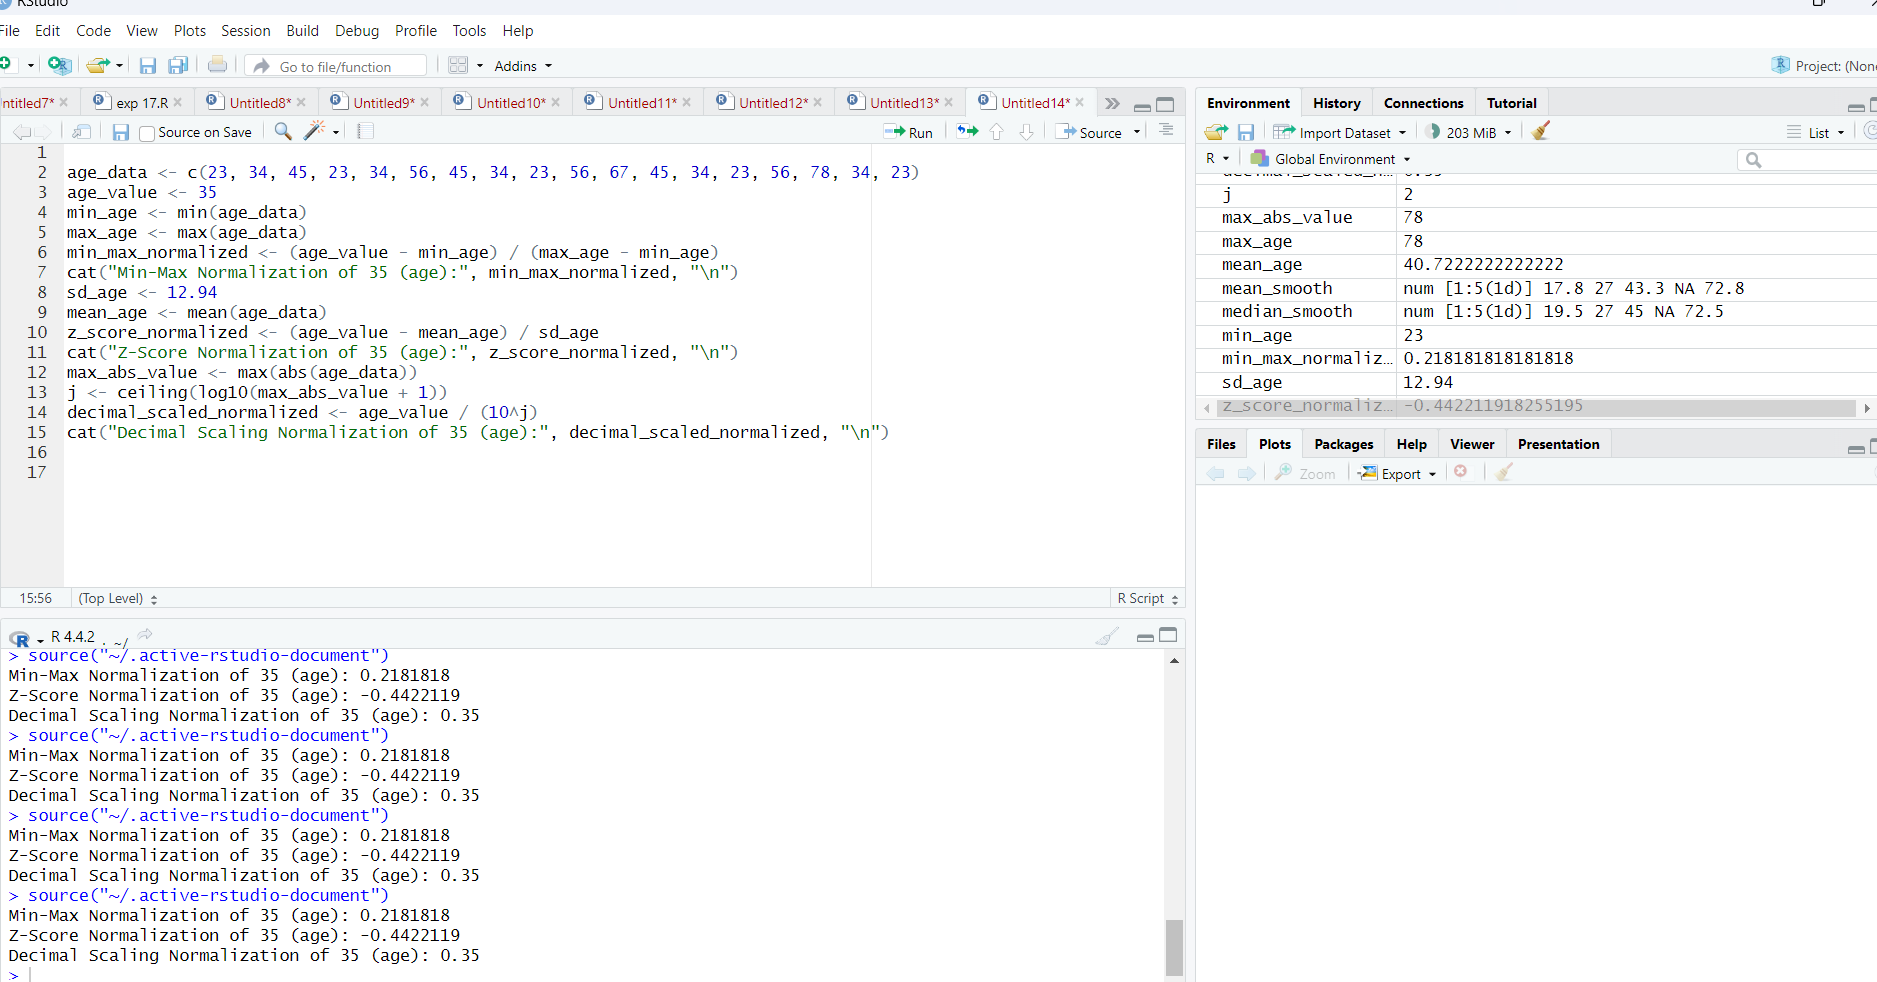 RStudio
File Edit Code View Plots Session Build Debug Profile Tools Help
Go to file/function Addins Project: (None
ntitled7* exp 17.R Untitled8* Untitled9* Untitled10* Untitled11* Untitled12* Untitled13* Untitled14*
Source on Save Run Source
1
2 age_data <- c(23, 34, 45, 23, 34, 56, 45, 34, 23, 56, 67, 45, 34, 23, 56, 78, 34, 23)
3 age_value <- 35
4 min_age <- min(age_data)
5 max_age <- max(age_data)
6 min_max_normalized <- (age_value - min_age) / (max_age - min_age)
7 cat("Min-Max Normalization of 35 (age):", min_max_normalized, "\n")
8 sd_age <- 12.94
9 mean_age <- mean(age_data)
10 z_score_normalized <- (age_value - mean_age) / sd_age
11 cat("Z-Score Normalization of 35 (age):", z_score_normalized, "\n")
12 max_abs_value <- max(abs(age_data))
13 j <- ceiling(log10(max_abs_value + 1))
14 decimal_scaled_normalized <- age_value / (10^j)
15 cat("Decimal Scaling Normalization of 35 (age):", decimal_scaled_normalized, "\n")
16
17
15:56 (Top Level) R Script
R 4.4.2 . ~/
> source("~/.active-rstudio-document")
Min-Max Normalization of 35 (age): 0.2181818
Z-Score Normalization of 35 (age): -0.4422119
Decimal Scaling Normalization of 35 (age): 0.35
> source("~/.active-rstudio-document")
Min-Max Normalization of 35 (age): 0.2181818
Z-Score Normalization of 35 (age): -0.4422119
Decimal Scaling Normalization of 35 (age): 0.35
> source("~/.active-rstudio-document")
Min-Max Normalization of 35 (age): 0.2181818
Z-Score Normalization of 35 (age): -0.4422119
Decimal Scaling Normalization of 35 (age): 0.35
> source("~/.active-rstudio-document")
Min-Max Normalization of 35 (age): 0.2181818
Z-Score Normalization of 35 (age): -0.4422119
Decimal Scaling Normalization of 35 (age): 0.35
>
Environment History Connections Tutorial
Import Dataset 203 MiB List
R Global Environment
j 2
max_abs_value 78
max_age 78
mean_age 40.7222222222222
mean_smooth num [1:5(1d)] 17.8 27 43.3 NA 72.8
median_smooth num [1:5(1d)] 19.5 27 45 NA 72.5
min_age 23
min_max_normaliz... 0.218181818181818
sd_age 12.94
z_score_normaliz... -0.442211918255195
Files Plots Packages Help Viewer Presentation
Zoom Export